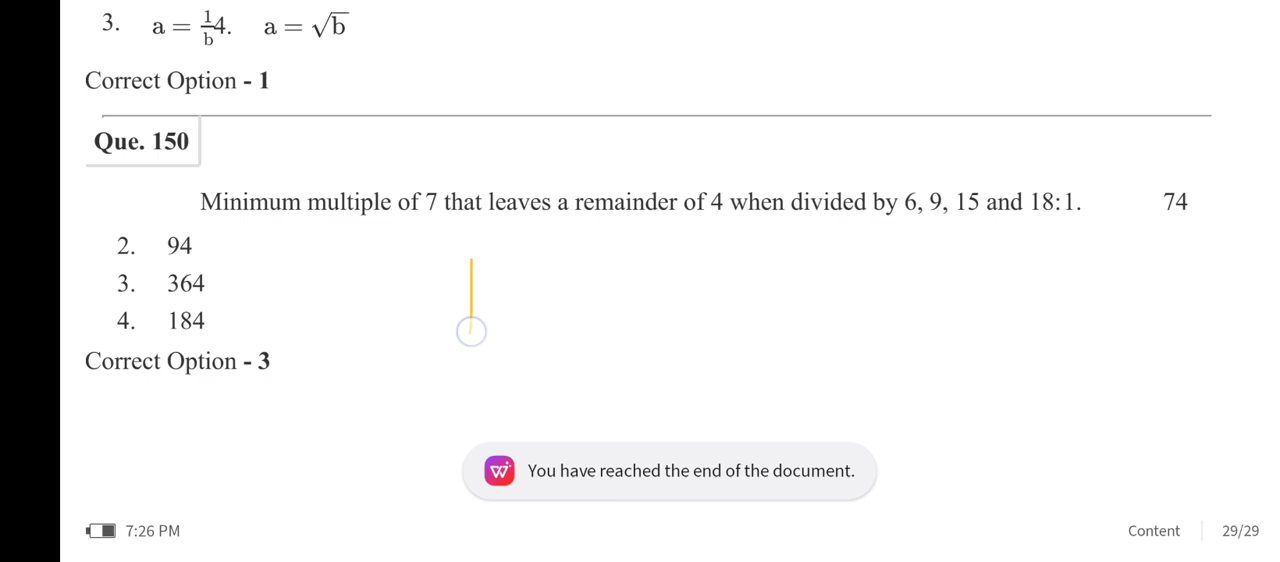 3. a = 1/b 4. a = √b
Correct Option - 1
Que. 150
Minimum multiple of 7 that leaves a remainder of 4 when divided by 6, 9, 15 and 18:1. 74
2. 94
3. 364
4. 184
Correct Option - 3
You have reached the end of the document.
7:26 PM Content 29/29